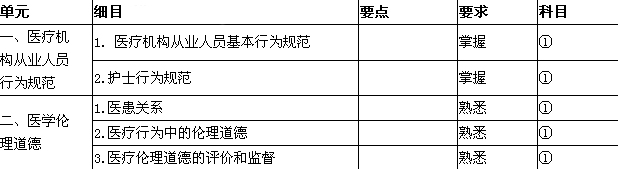 单元 细目 要点 要求 科目
一、医疗机构从业人员行为规范 1. 医疗机构从业人员基本行为规范 掌握 ①
2.护士行为规范 掌握 ①
二、医学伦理道德 1.医患关系 熟悉 ①
2.医疗行为中的伦理道德 熟悉 ①
3.医疗伦理道德的评价和监督 熟悉 ①